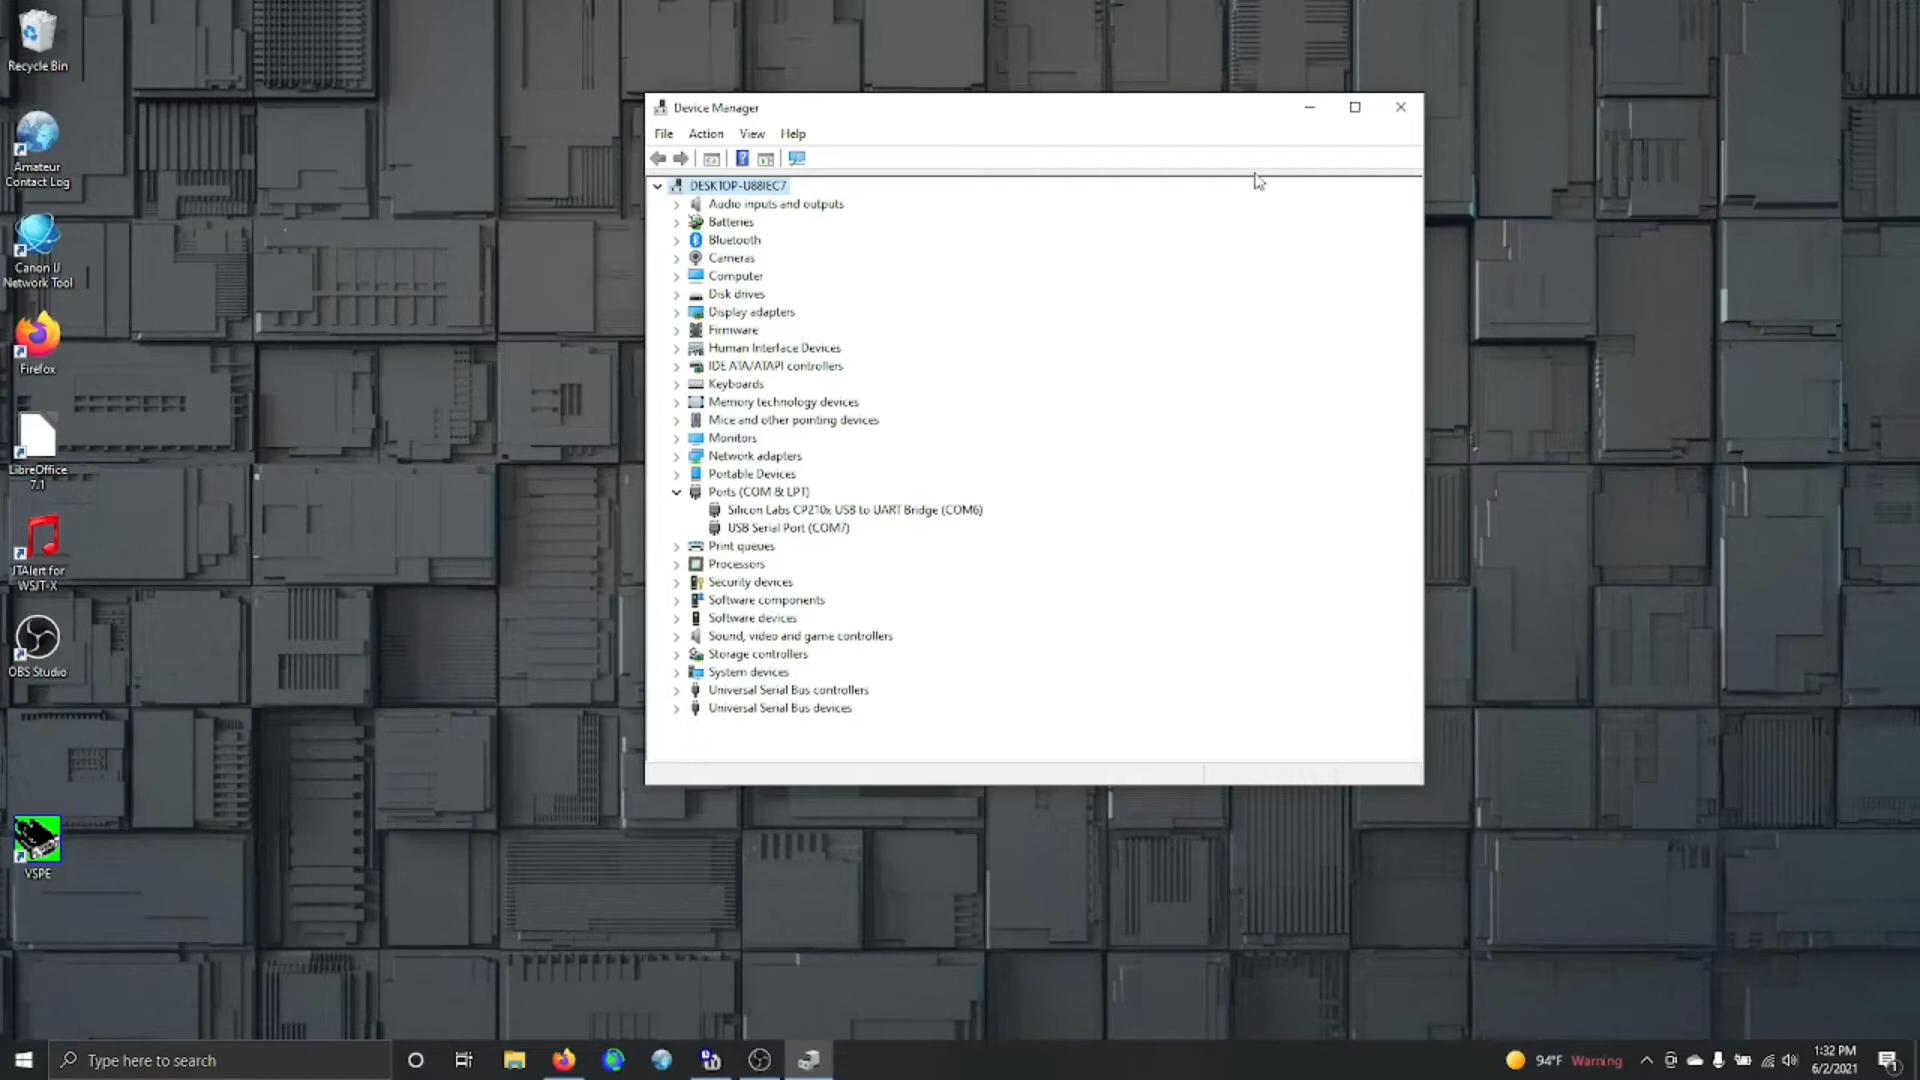 Recycle Bin
Amateur
Contact Log
Canon IJ
Network Tool
Firefox
LibreOffice
7.1
JTAlert for
WSJT-X
OBS Studio
VSPE
Device Manager
File Action View Help
DESKTOP-U88IEC7
Audio inputs and outputs
Batteries
Bluetooth
Cameras
Computer
Disk drives
Display adapters
Firmware
Human Interface Devices
IDE ATA/ATAPI controllers
Keyboards
Memory technology devices
Mice and other pointing devices
Monitors
Network adapters
Portable Devices
Ports (COM & LPT)
Silicon Labs CP210x USB to UART Bridge (COM6)
USB Serial Port (COM7)
Print queues
Processors
Security devices
Software components
Software devices
Sound, video and game controllers
Storage controllers
System devices
Universal Serial Bus controllers
Universal Serial Bus devices
Type here to search
94°F Warning
1:32 PM
6/2/2021
1